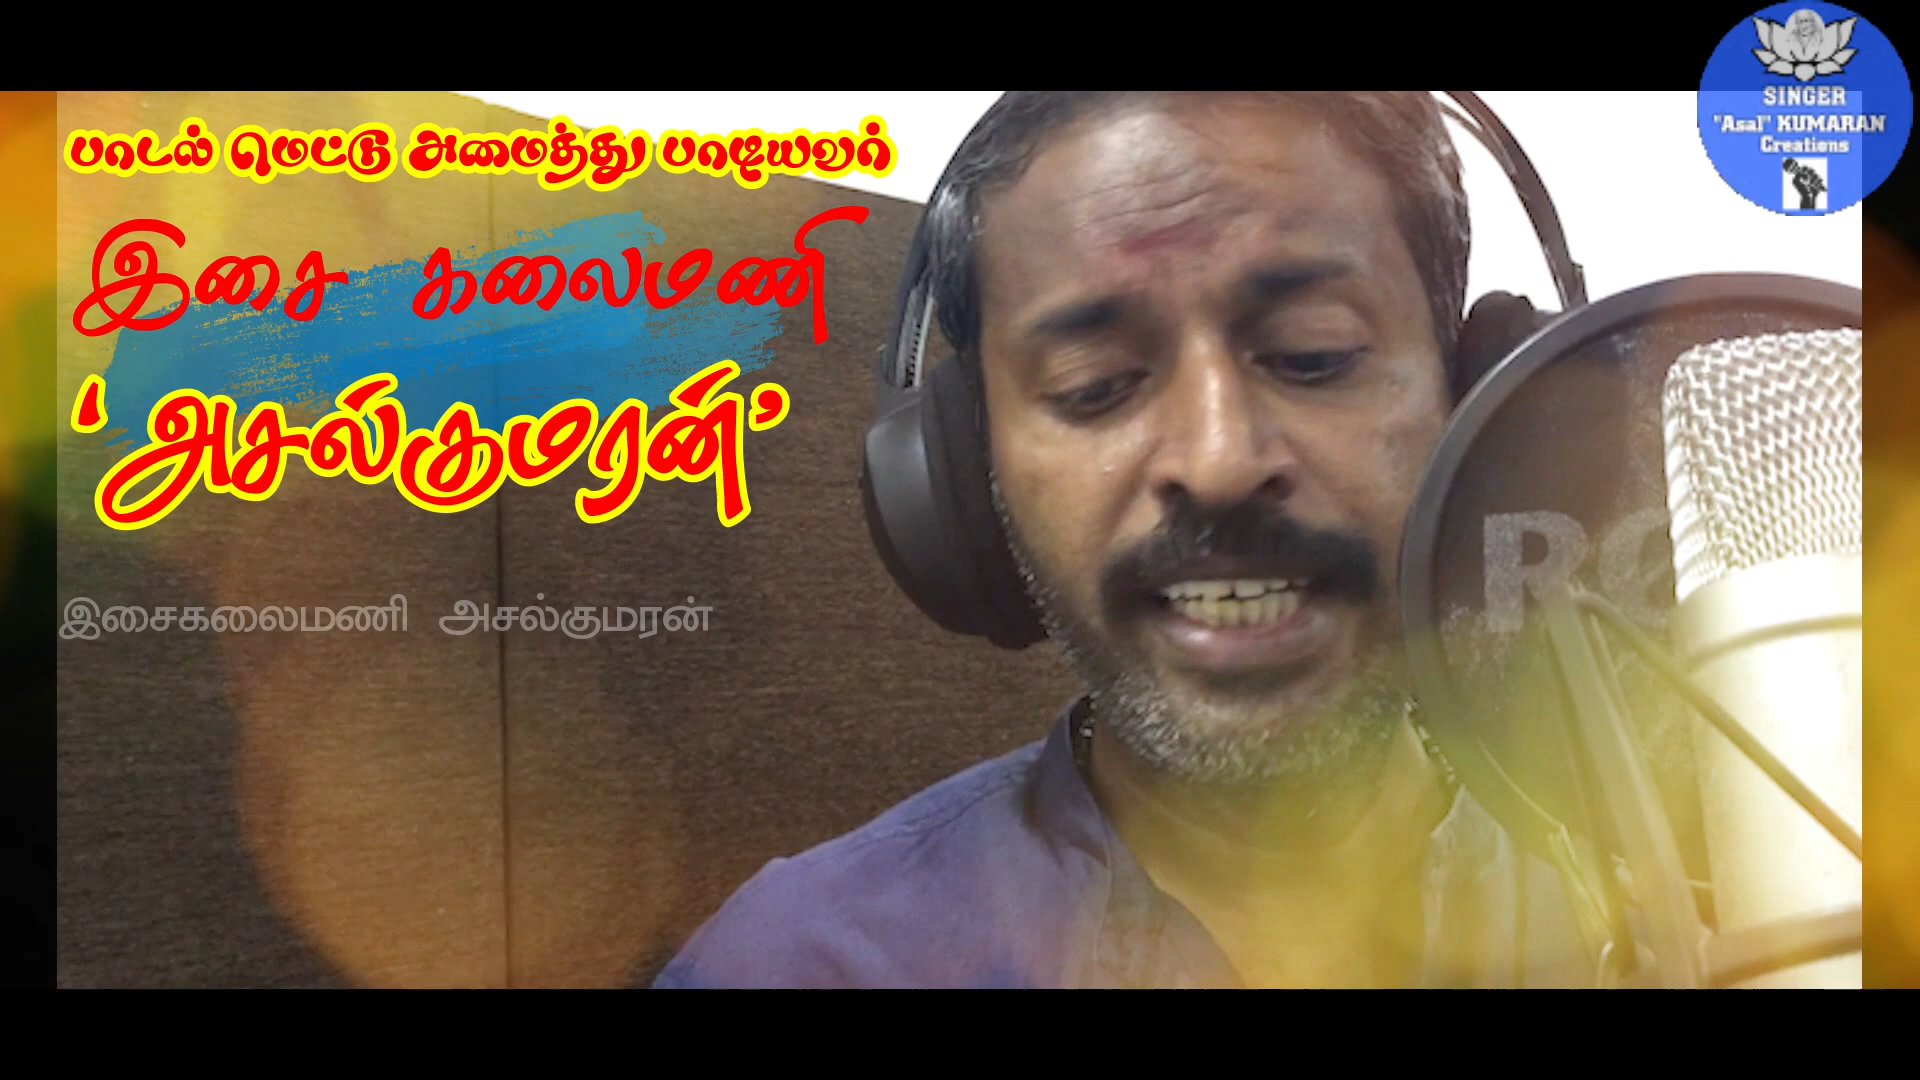 பாடல் மெட்டு அமைத்து பாடியவர்
இசை கலைமணி
'அசல்குமரன்'
இசைகலைமணி அசல்குமரன்
SINGER
"Asal" KUMARAN
Creations